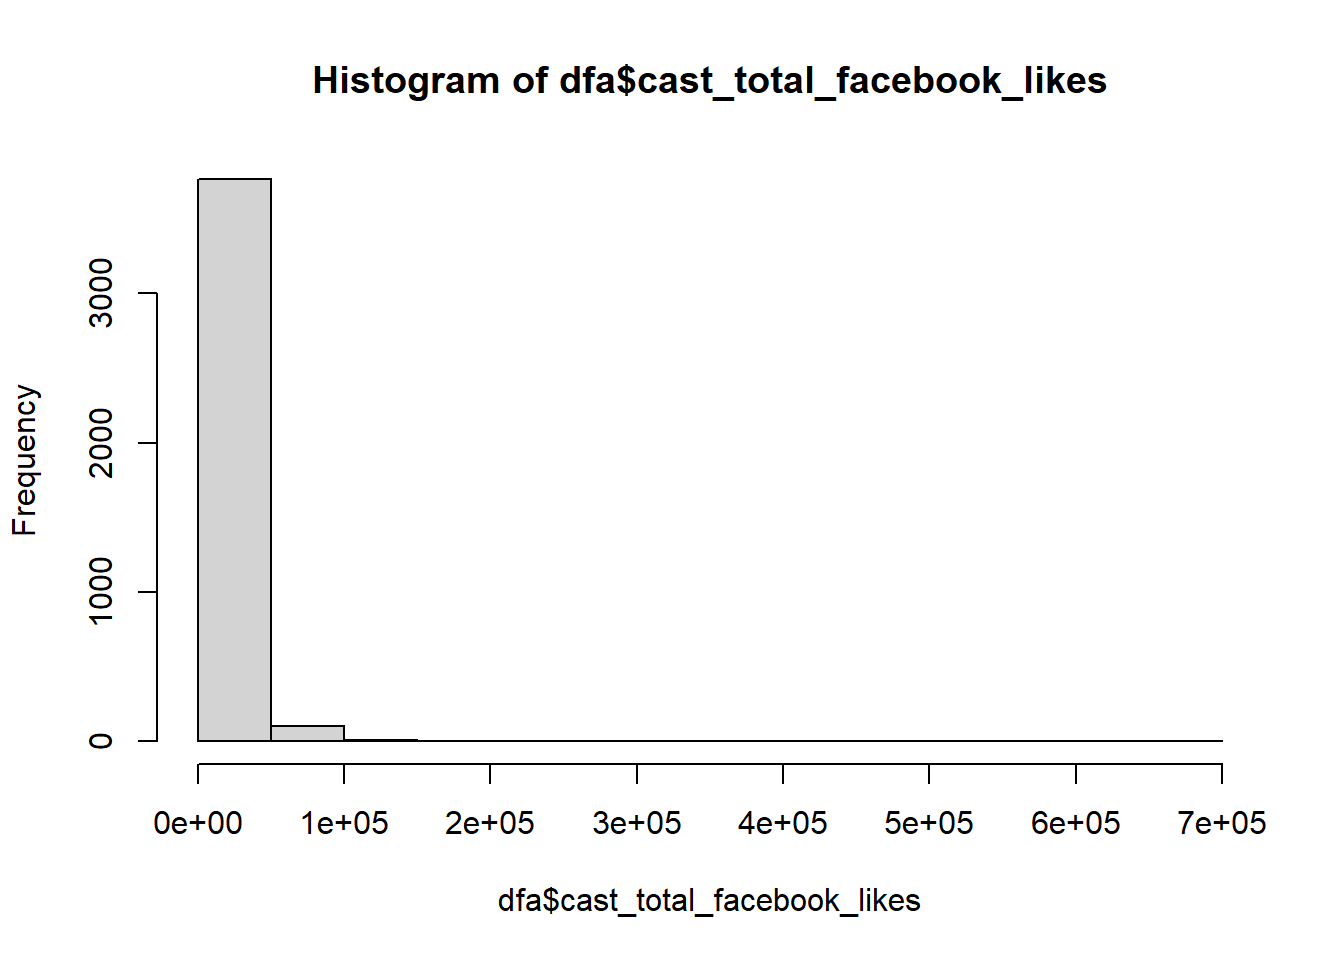 Histogram of dfa$cast_total_facebook_likes
Frequency
3000
2000
1000
0
0e+00 1e+05 2e+05 3e+05 4e+05 5e+05 6e+05 7e+05
dfa$cast_total_facebook_likes